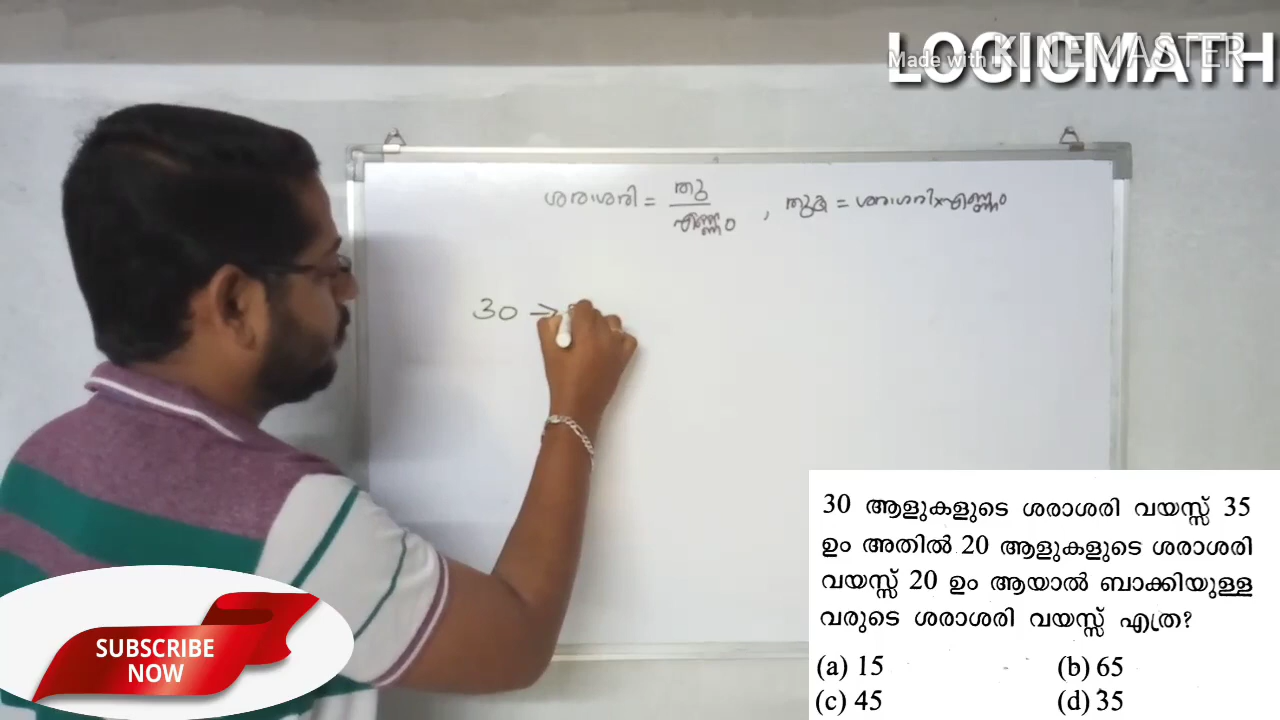 LOGICMATH
Made with KINEMASTER
ശരാശരി = തുക / എണ്ണം , തുക = ശരാശരി×എണ്ണം
30 →
30 ആളുകളുടെ ശരാശരി വയസ്സ് 35
ഉം അതിൽ 20 ആളുകളുടെ ശരാശരി
വയസ്സ് 20 ഉം ആയാൽ ബാക്കിയുള്ള
വരുടെ ശരാശരി വയസ്സ് എത്ര?
(a) 15 (b) 65
(c) 45 (d) 35
SUBSCRIBE
NOW